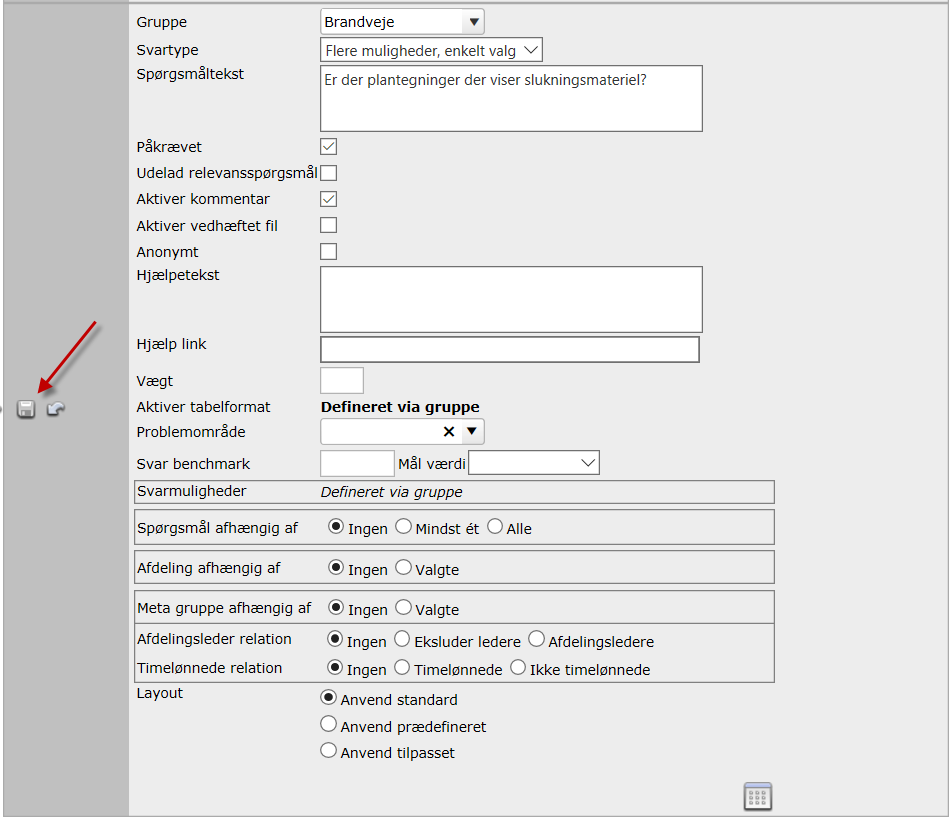 Gruppe Brandveje
Svartype Flere muligheder, enkelt valg
Spørgsmåltekst Er der plantegninger der viser slukningsmateriel?
Påkrævet
Udelad relevansspørgsmål
Aktiver kommentar
Aktiver vedhæftet fil
Anonymt
Hjælpetekst
Hjælp link
Vægt
Aktiver tabelformat Defineret via gruppe
Problemområde
Svar benchmark Mål værdi
Svarmuligheder Defineret via gruppe
Spørgsmål afhængig af Ingen Mindst ét Alle
Afdeling afhængig af Ingen Valgte
Meta gruppe afhængig af Ingen Valgte
Afdelingsleder relation Ingen Eksluder ledere Afdelingsledere
Timelønnede relation Ingen Timelønnede Ikke timelønnede
Layout Anvend standard
Anvend prædefineret
Anvend tilpasset